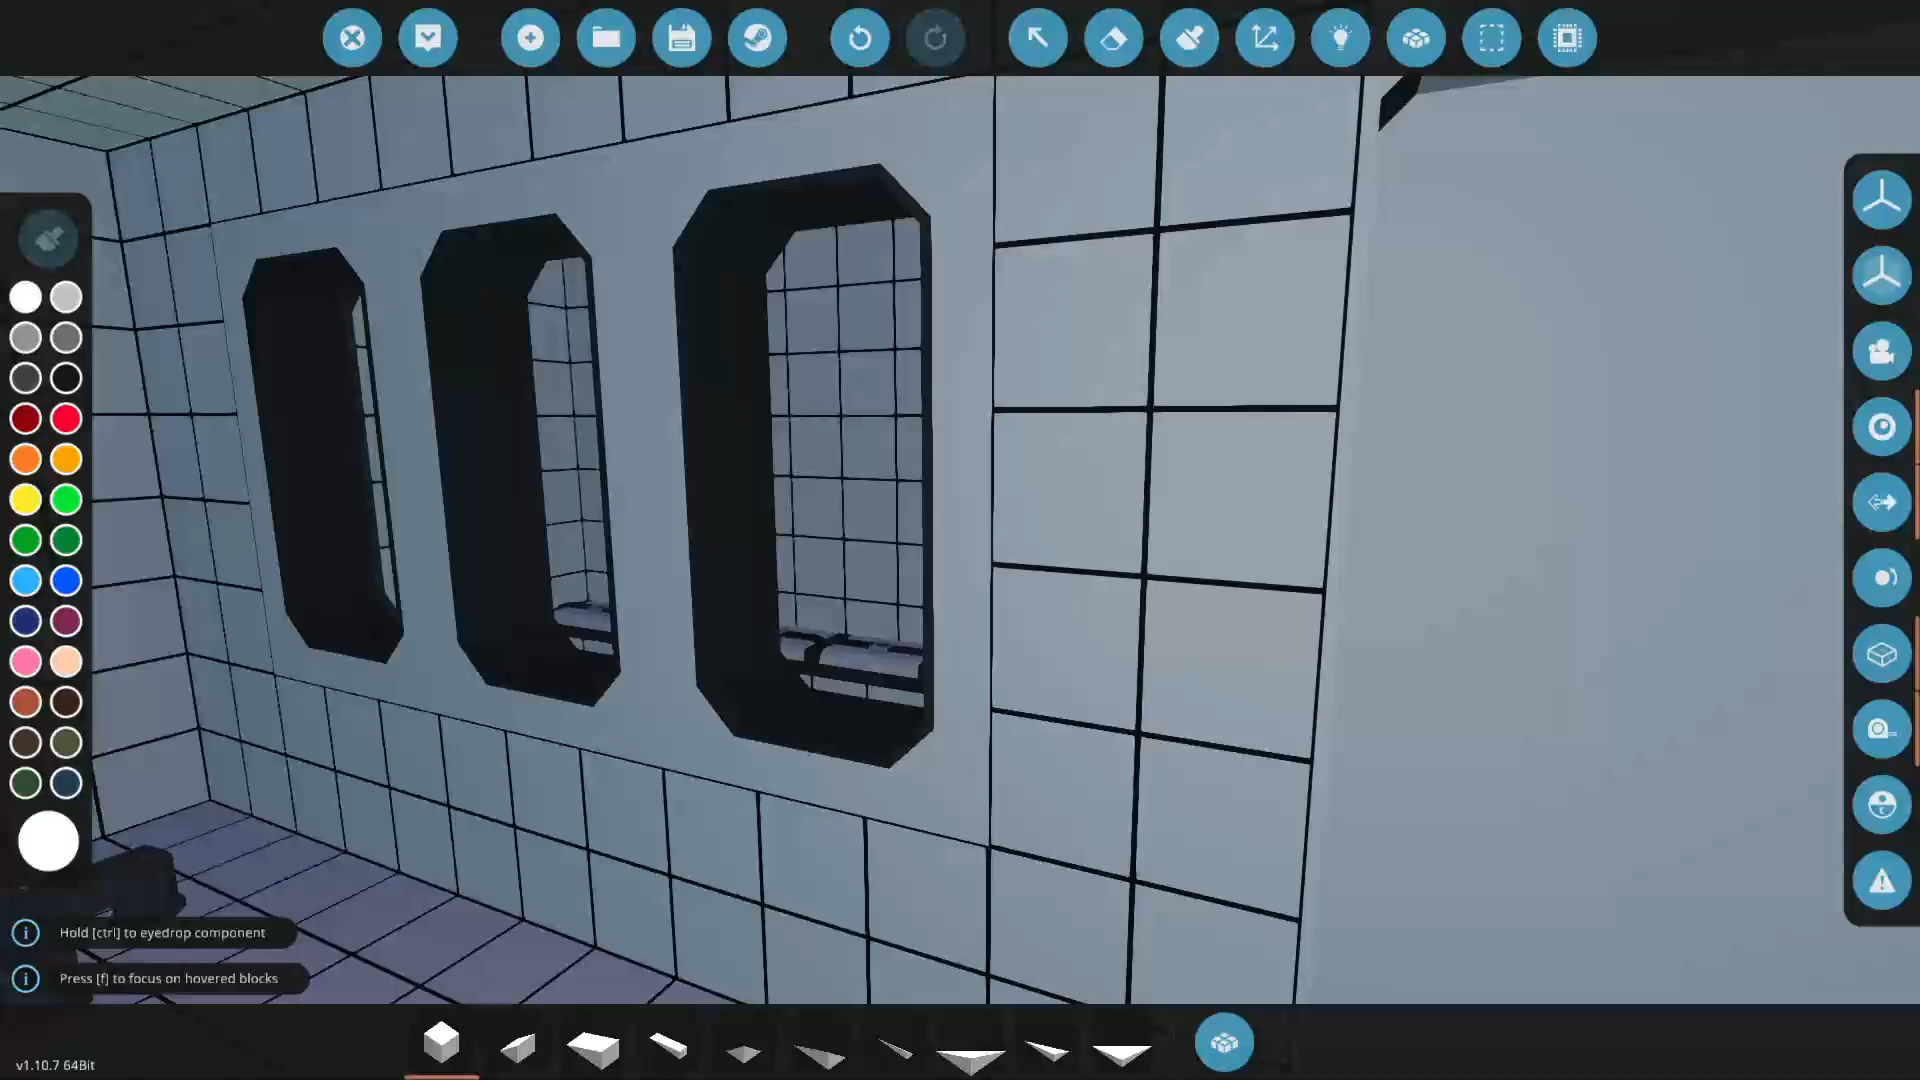 Hold [ctrl] to eyedrop component
Press [f] to focus on hovered blocks
v1.10.7 64Bit